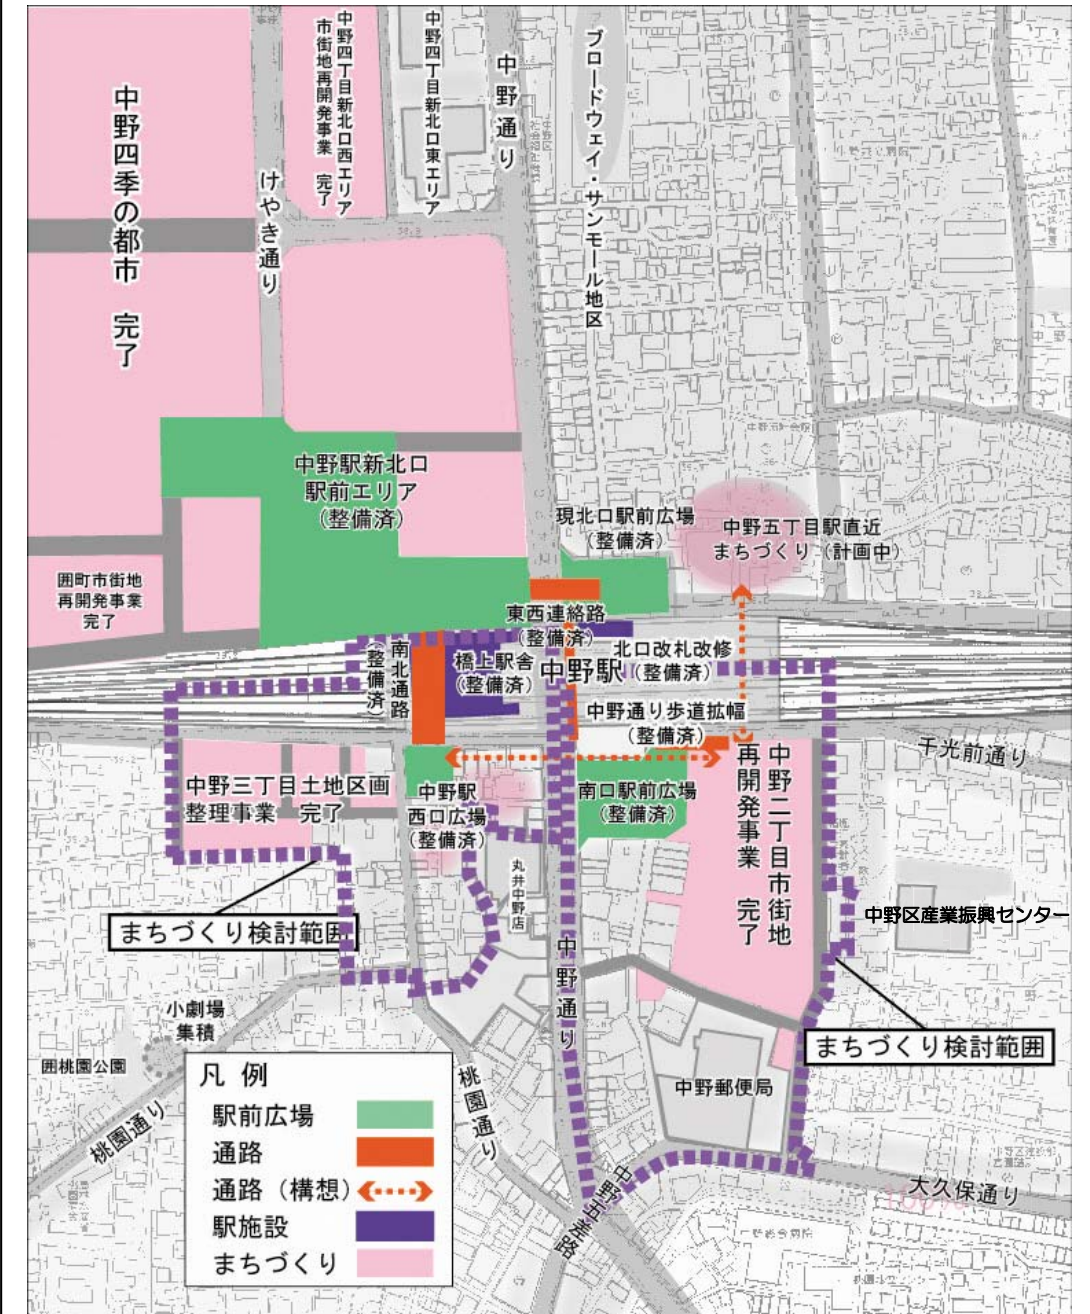 中野四季の都市 完了
けやき通り
中野四丁目新北口西エリア
市街地再開発事業 完了
中野四丁目新北口東エリア
中野通り
ブロードウェイ・サンモール地区
中野駅新北口
駅前エリア
(整備済)
現北口駅前広場
(整備済)
中野五丁目駅直近
まちづくり(計画中)
囲町市街地
再開発事業
完了
東西連絡路
(整備済)
南北通路
(整備済)
橋上駅舎
(整備済)
中野駅
北口改札改修
(整備済)
中野通り歩道拡幅
(整備済)
千光前通り
中野三丁目土地区画
整理事業 完了
中野駅
西口広場
(整備済)
南口駅前広場
(整備済)
中野二丁目市街地
再開発事業 完了
丸井中野店
中野区産業振興センター
まちづくり検討範囲
中野通り
まちづくり検討範囲
小劇場
集積
囲桃園公園
桃園通り
桃園通り
中野郵便局
中野五差路
大久保通り
凡例
駅前広場
通路
通路(構想)
駅施設
まちづくり